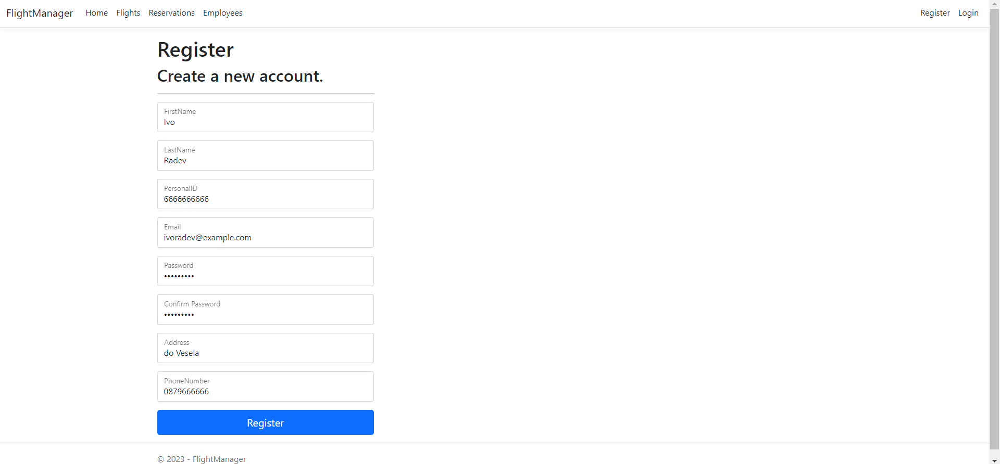 FlightManager Home Flights Reservations Employees Register Login
Register
Create a new account.
FirstName
Ivo
LastName
Radev
PersonalID
6666666666
Email
ivoradev@example.com
Password
•••••••••
Confirm Password
•••••••••
Address
do Vesela
PhoneNumber
0879666666
Register
© 2023 - FlightManager